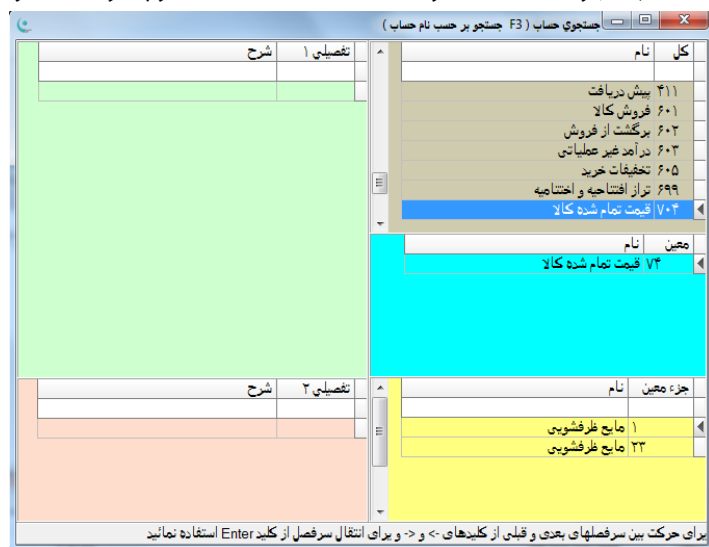 جستجوي حساب ( F3 جستجو بر حسب نام حساب )
کل نام
۴۱۱ پیش دریافت
۶۰۱ فروش کالا
۶۰۲ برگشت از فروش
۶۰۳ درآمد غیر عملیاتی
۶۰۵ تخفیفات خرید
۶۹۹ تراز افتتاحیه و اختتامیه
۷۰۴ قیمت تمام شده کالا
تفصیلی ۱ شرح
معین نام
۷۴ قیمت تمام شده کالا
جزء معین نام
۱ مایع ظرفشویی
۲۳ مایع ظرفشویی
تفصیلی ۲ شرح
برای حرکت بین سرفصلهای بعدی و قبلی از کلیدهای <- و -> و برای انتقال سرفصل از کلید Enter استفاده نمائید